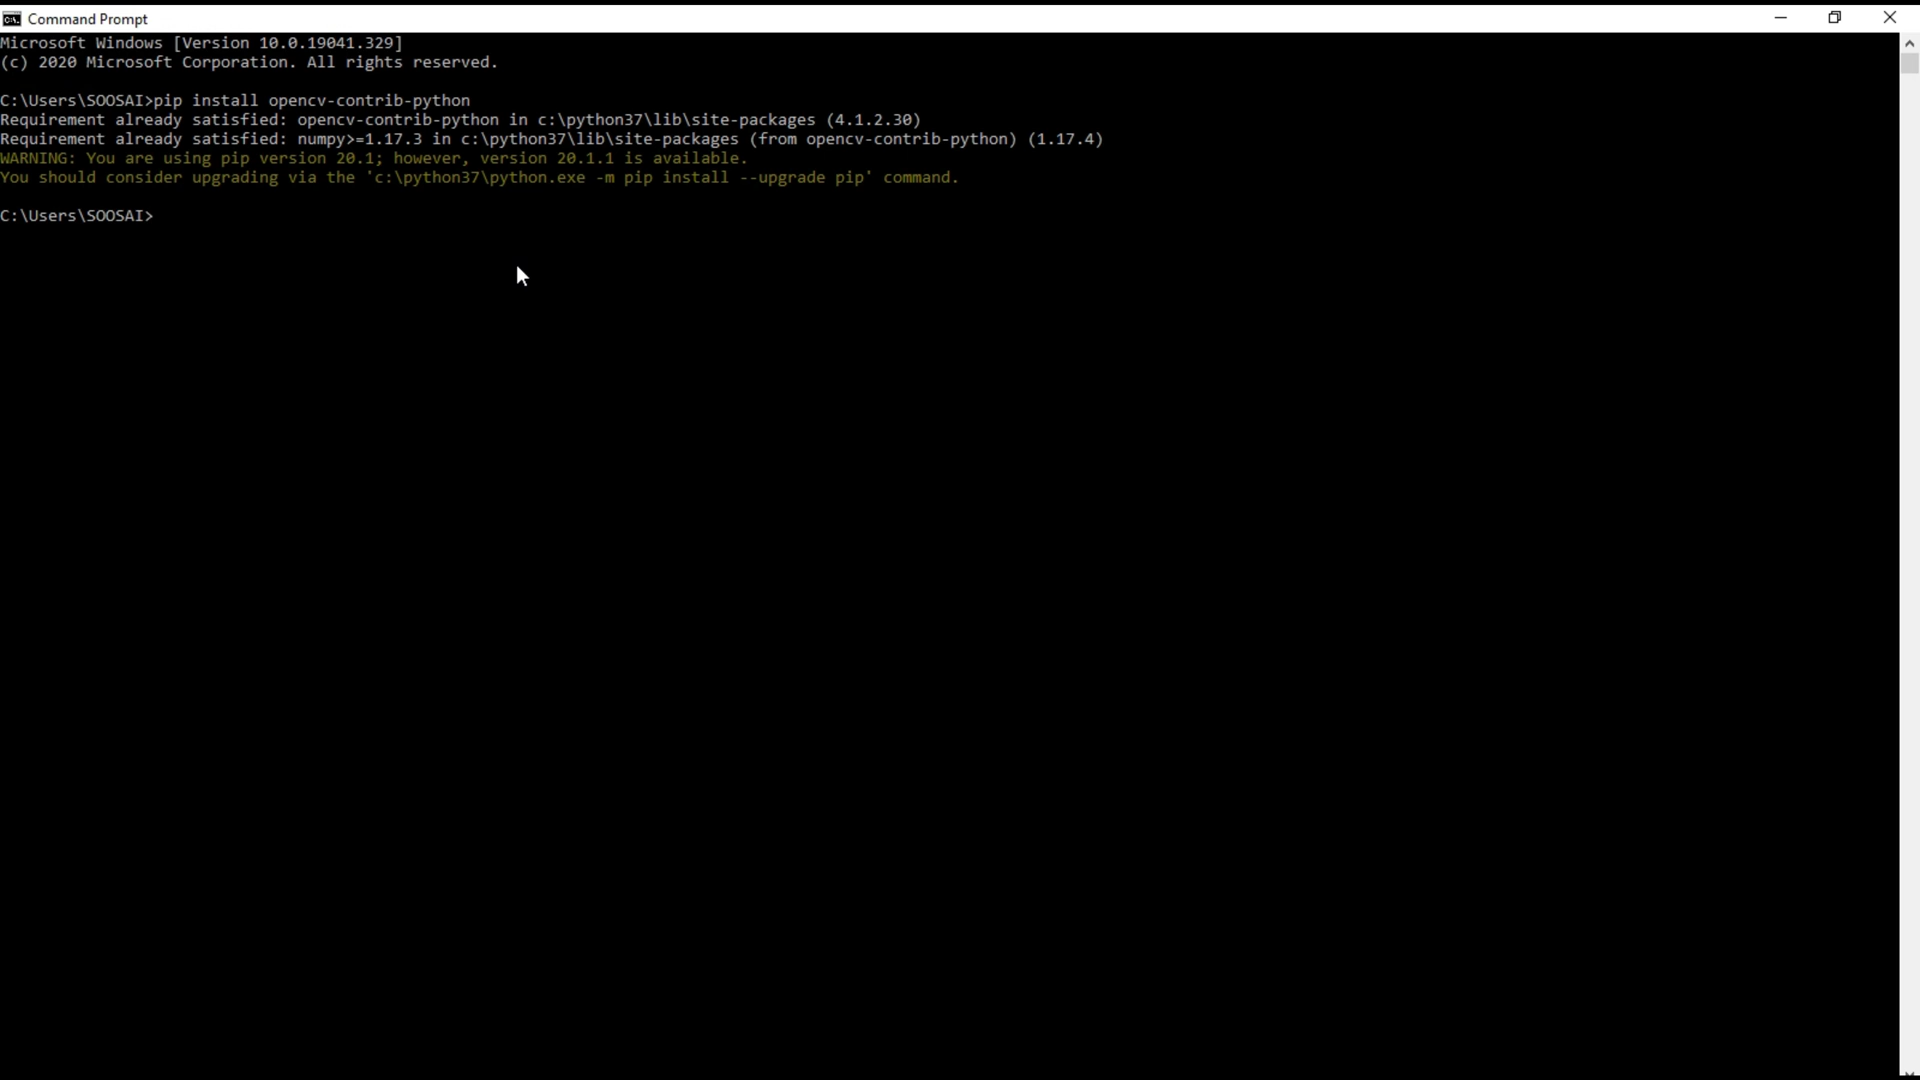 Command Prompt
Microsoft Windows [Version 10.0.19041.329]
(c) 2020 Microsoft Corporation. All rights reserved.
C:\Users\SOOSAI>pip install opencv-contrib-python
Requirement already satisfied: opencv-contrib-python in c:\python37\lib\site-packages (4.1.2.30)
Requirement already satisfied: numpy>=1.17.3 in c:\python37\lib\site-packages (from opencv-contrib-python) (1.17.4)
WARNING: You are using pip version 20.1; however, version 20.1.1 is available.
You should consider upgrading via the 'c:\python37\python.exe -m pip install --upgrade pip' command.
C:\Users\SOOSAI>